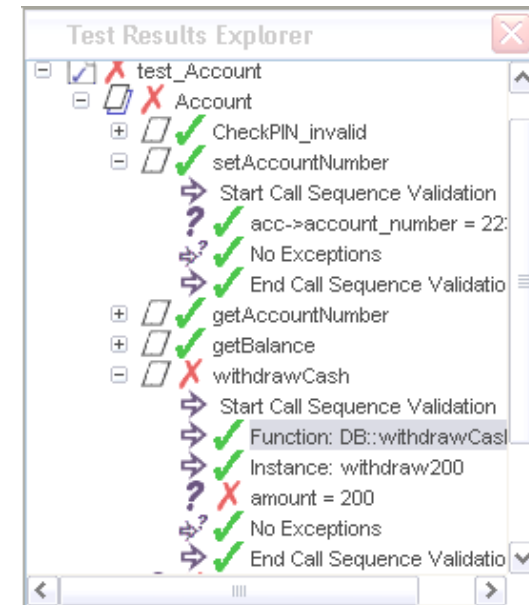 Test Results Explorer
test_Account
Account
CheckPIN_invalid
setAccountNumber
Start Call Sequence Validation
acc->account_number = 22
No Exceptions
End Call Sequence Validatio
getAccountNumber
getBalance
withdrawCash
Start Call Sequence Validation
Function: DB::withdrawCas
Instance: withdraw200
amount = 200
No Exceptions
End Call Sequence Validatio